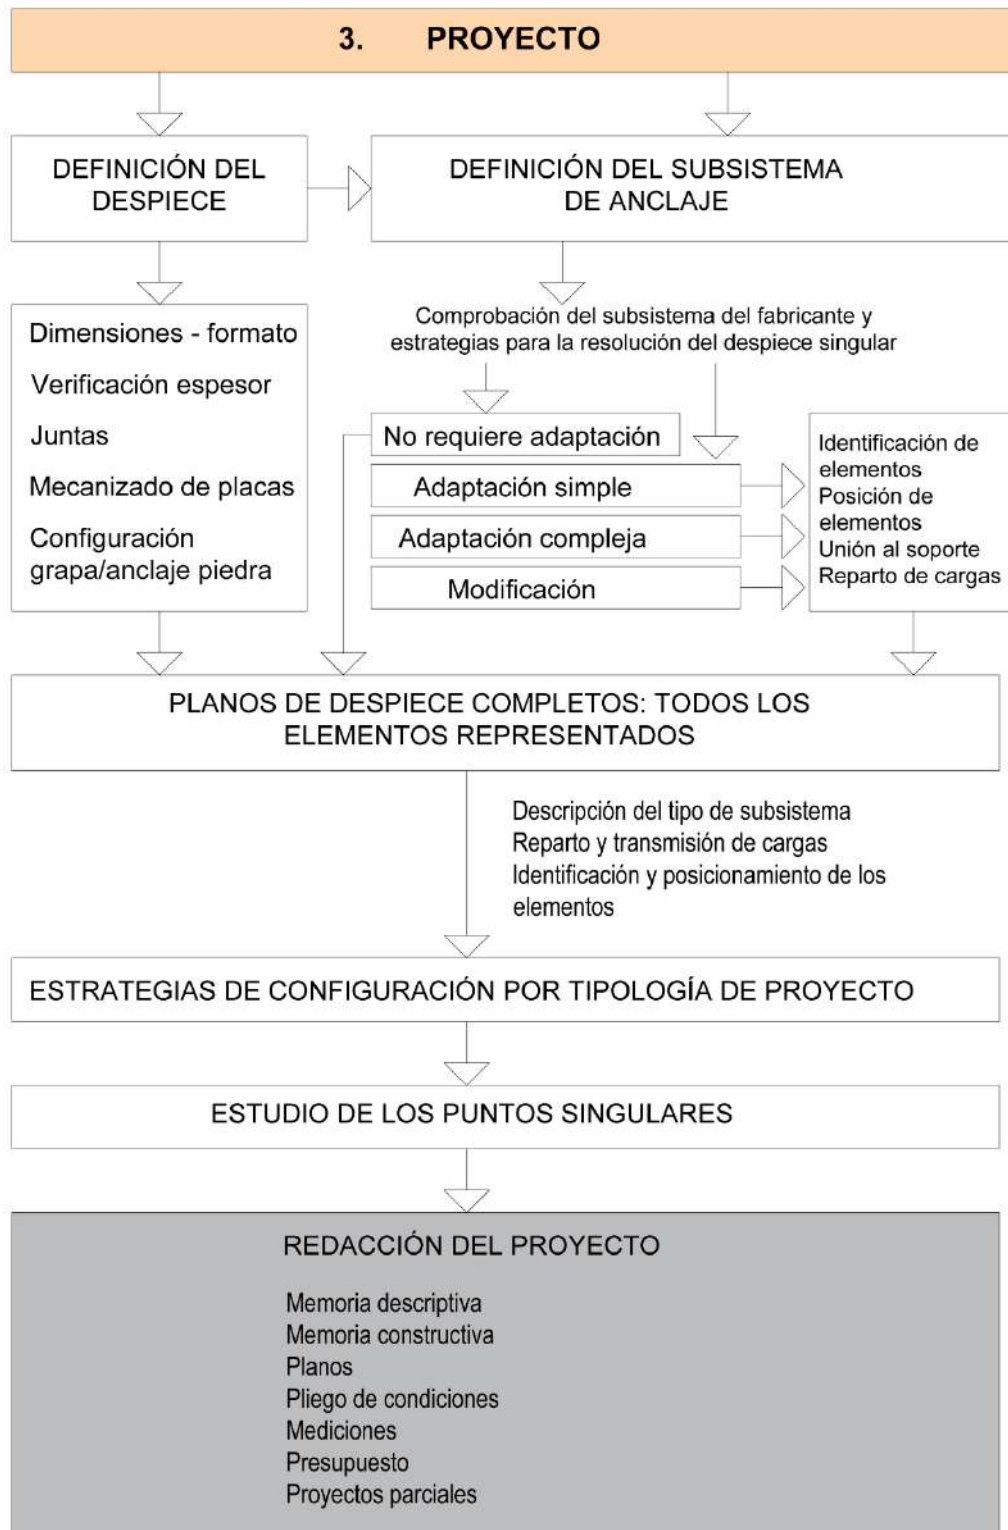 3. PROYECTO
DEFINICIÓN DEL
DESPIECE
DEFINICIÓN DEL SUBSISTEMA
DE ANCLAJE
Dimensiones - formato
Verificación espesor
Juntas
Mecanizado de placas
Configuración
grapa/anclaje piedra
Comprobación del subsistema del fabricante y
estrategias para la resolución del despiece singular
No requiere adaptación
Adaptación simple
Adaptación compleja
Modificación
Identificación de
elementos
Posición de
elementos
Unión al soporte
Reparto de cargas
PLANOS DE DESPIECE COMPLETOS: TODOS LOS
ELEMENTOS REPRESENTADOS
Descripción del tipo de subsistema
Reparto y transmisión de cargas
Identificación y posicionamiento de los
elementos
ESTRATEGIAS DE CONFIGURACIÓN POR TIPOLOGÍA DE PROYECTO
ESTUDIO DE LOS PUNTOS SINGULARES
REDACCIÓN DEL PROYECTO
Memoria descriptiva
Memoria constructiva
Planos
Pliego de condiciones
Mediciones
Presupuesto
Proyectos parciales